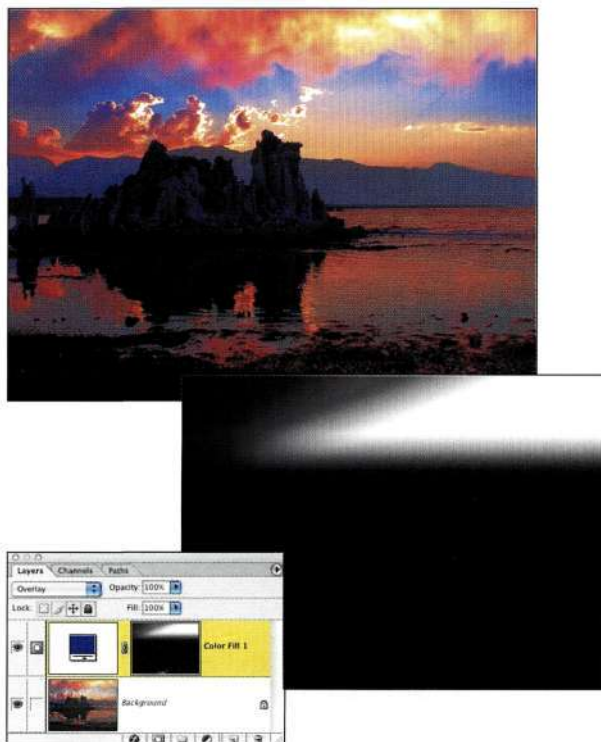 Layers Channels Paths
Overlay Opacity: 100%
Lock: Fill: 100%
Color Fill 1
Background